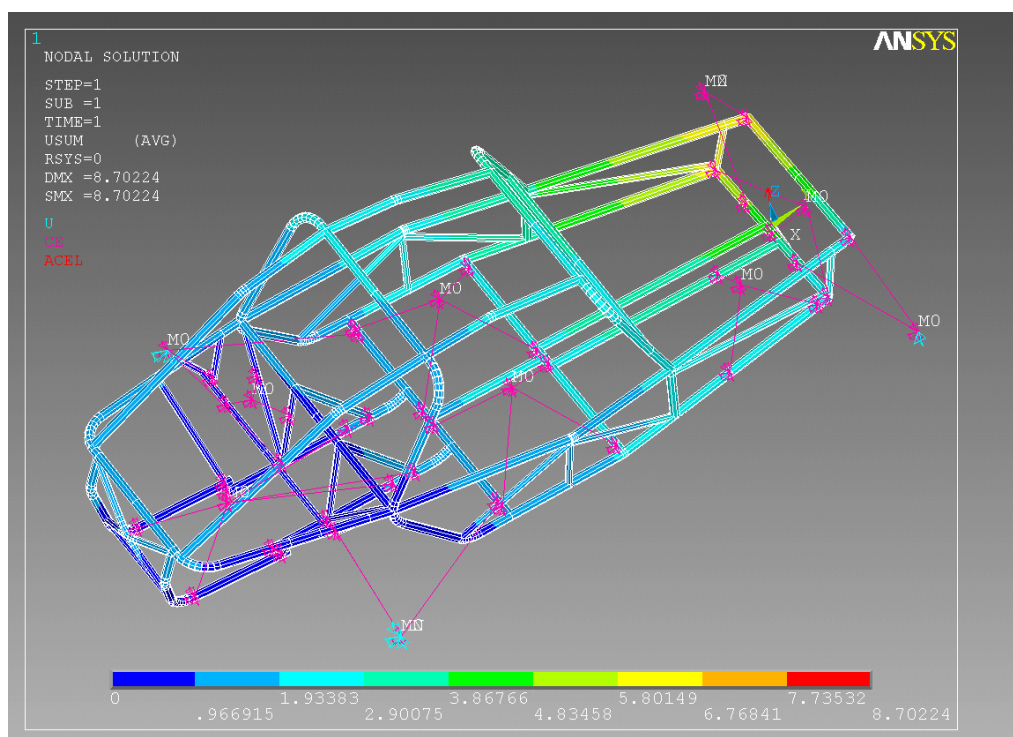 1
ANSYS
NODAL SOLUTION
STEP=1
SUB =1
TIME=1
USUM (AVG)
RSYS=0
DMX =8.70224
SMX =8.70224
U
CE
ACEL
MN
MO
Z
X
MO
MO
MO
MO
MO
MO
0 1.93383 3.86766 5.80149 7.73532
.966915 2.90075 4.83458 6.76841 8.70224